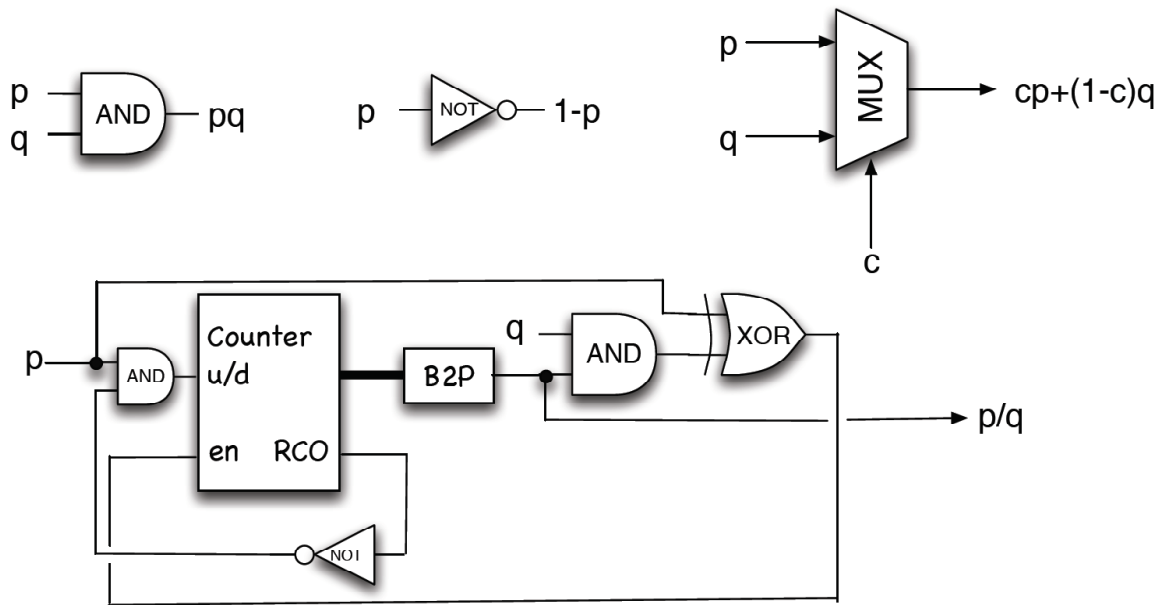 p
q
AND
pq
p
NOT
1-p
p
q
MUX
cp+(1-c)q
c
p
AND
Counter
u/d
en
RCO
NOT
B2P
q
AND
XOR
p/q